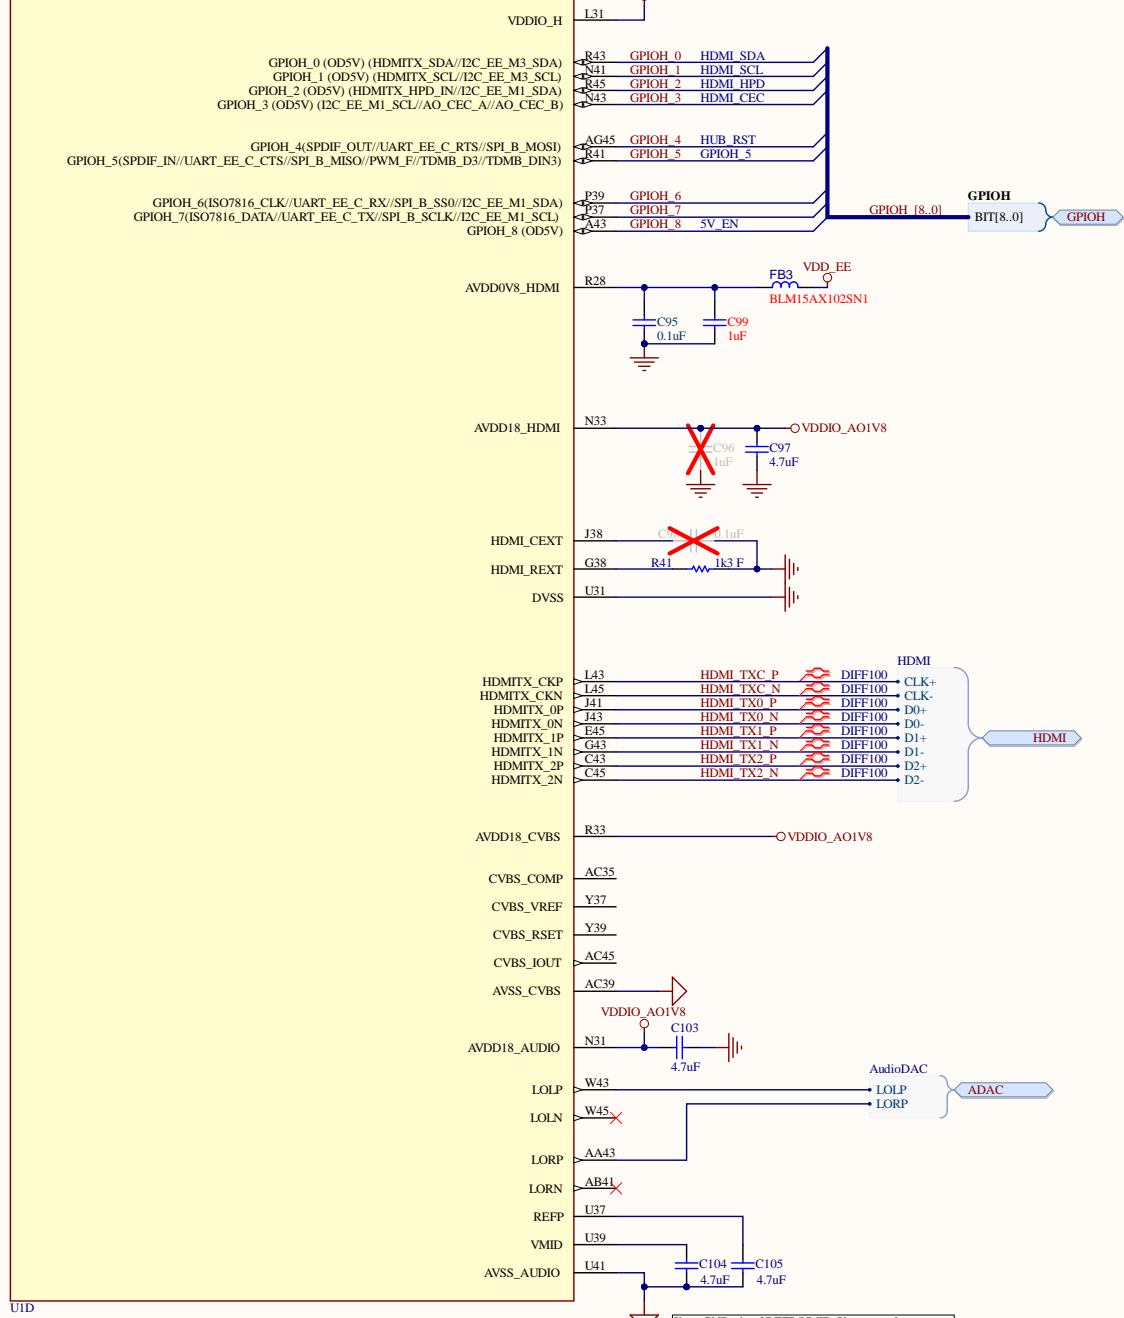 VDDIO_H L31
GPIOH_0 (OD5V) (HDMITX_SDA//I2C_EE_M3_SDA) R43 GPIOH_0 HDMI_SDA
GPIOH_1 (OD5V) (HDMITX_SCL//I2C_EE_M3_SCL) N41 GPIOH_1 HDMI_SCL
GPIOH_2 (OD5V) (HDMITX_HPD_IN//I2C_EE_M1_SDA) R45 GPIOH_2 HDMI_HPD
GPIOH_3 (OD5V) (I2C_EE_M1_SCL//AO_CEC_A//AO_CEC_B) N43 GPIOH_3 HDMI_CEC
GPIOH_4(SPDIF_OUT//UART_EE_C_RTS//SPI_B_MOSI) AG45 GPIOH_4 HUB_RST
GPIOH_5(SPDIF_IN//UART_EE_C_CTS//SPI_B_MISO//PWM_F//TDMB_D3//TDMB_DIN3) R41 GPIOH_5 GPIOH_5
GPIOH_6(ISO7816_CLK//UART_EE_C_RX//SPI_B_SS0//I2C_EE_M1_SDA) P39 GPIOH_6
GPIOH
GPIOH_7(ISO7816_DATA//UART_EE_C_TX//SPI_B_SCLK//I2C_EE_M1_SCL) P37 GPIOH_7 GPIOH_[8..0] BIT[8..0] GPIOH
GPIOH_8 (OD5V) A43 GPIOH_8 5V_EN
VDD_EE
FB3
AVDD0V8_HDMI R28
BLM15AX102SN1
C95 C99
0.1uF 1uF
AVDD18_HDMI N33 VDDIO_AO1V8
C96 C97
1uF 4.7uF
HDMI_CEXT J38 0.1uF
HDMI_REXT G38 R41 1k3 F
DVSS U31
HDMI
HDMITX_CKP L43 HDMI_TXC_P DIFF100 CLK+
HDMITX_CKN L45 HDMI_TXC_N DIFF100 CLK-
HDMITX_0P J41 HDMI_TX0_P DIFF100 D0+
HDMITX_0N J43 HDMI_TX0_N DIFF100 D0-
HDMITX_1P E45 HDMI_TX1_P DIFF100 D1+ HDMI
HDMITX_1N G43 HDMI_TX1_N DIFF100 D1-
HDMITX_2P C43 HDMI_TX2_P DIFF100 D2+
HDMITX_2N C45 HDMI_TX2_N DIFF100 D2-
AVDD18_CVBS R33 VDDIO_AO1V8
CVBS_COMP AC35
CVBS_VREF Y37
CVBS_RSET Y39
CVBS_IOUT AC45
AVSS_CVBS AC39
VDDIO_AO1V8
C103
AVDD18_AUDIO N31
4.7uF
AudioDAC
LOLP W43 LOLP ADAC
LORP
LOLN W45
LORP AA43
LORN AB41
REFP U37
VMID U39
C104 C105
AVSS_AUDIO U41 4.7uF 4.7uF
U1D